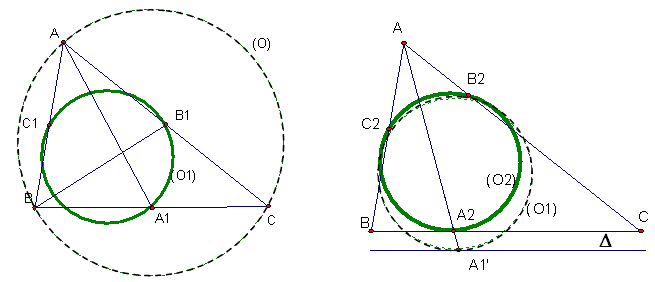 A
(O)
C1
B1
(O1)
B
A1
C
A
B2
C2
(O2)
(O1)
B
A2
C
Δ
A1'